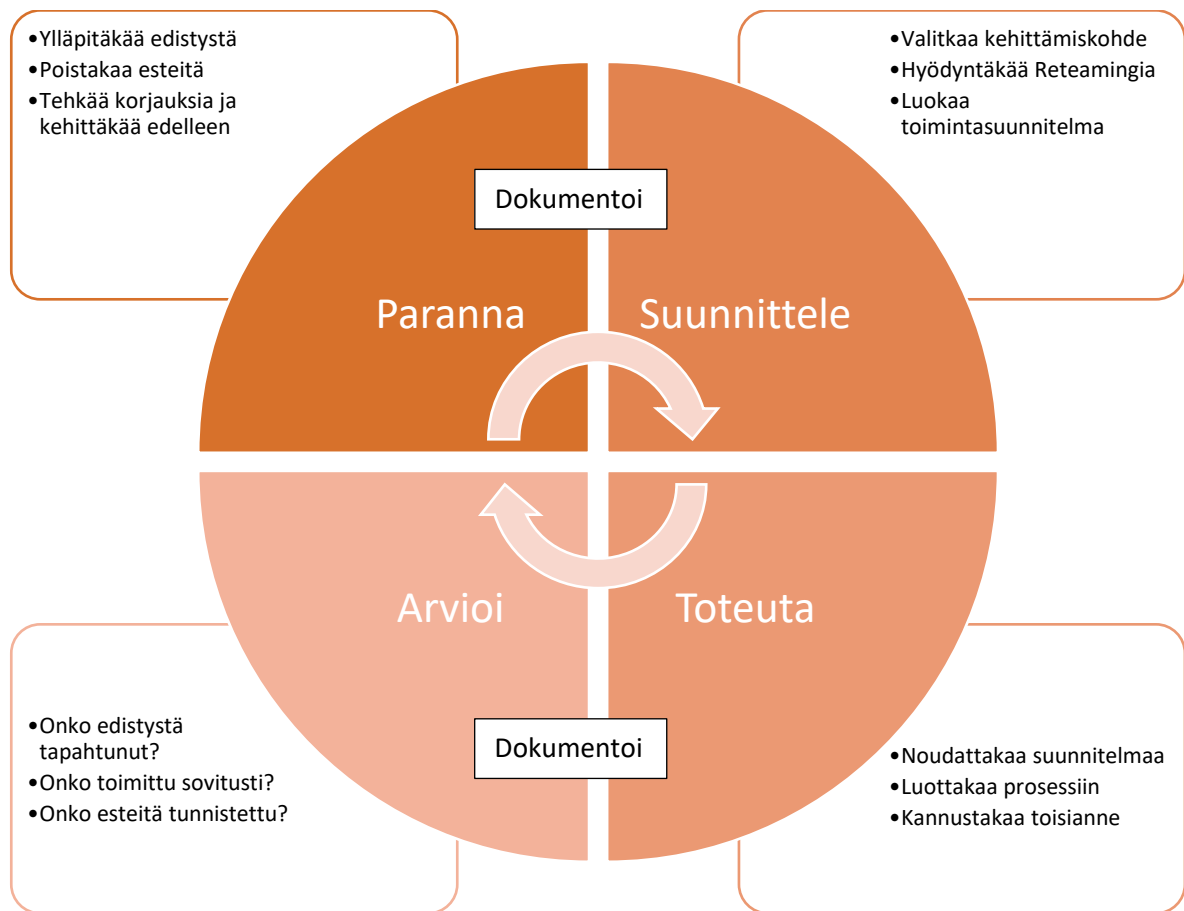 •Ylläpitäkää edistystä
•Poistakaa esteitä
•Tehkää korjauksia ja
kehittäkää edelleen
•Valitkaa kehittämiskohde
•Hyödyntäkää Reteamingia
•Luokaa
toimintasuunnitelma
Dokumentoi
Paranna
Suunnittele
Arvioi
Toteuta
Dokumentoi
•Onko edistystä
tapahtunut?
•Onko toimittu sovitusti?
•Onko esteitä tunnistettu?
•Noudattakaa suunnitelmaa
•Luottakaa prosessiin
•Kannustakaa toisianne